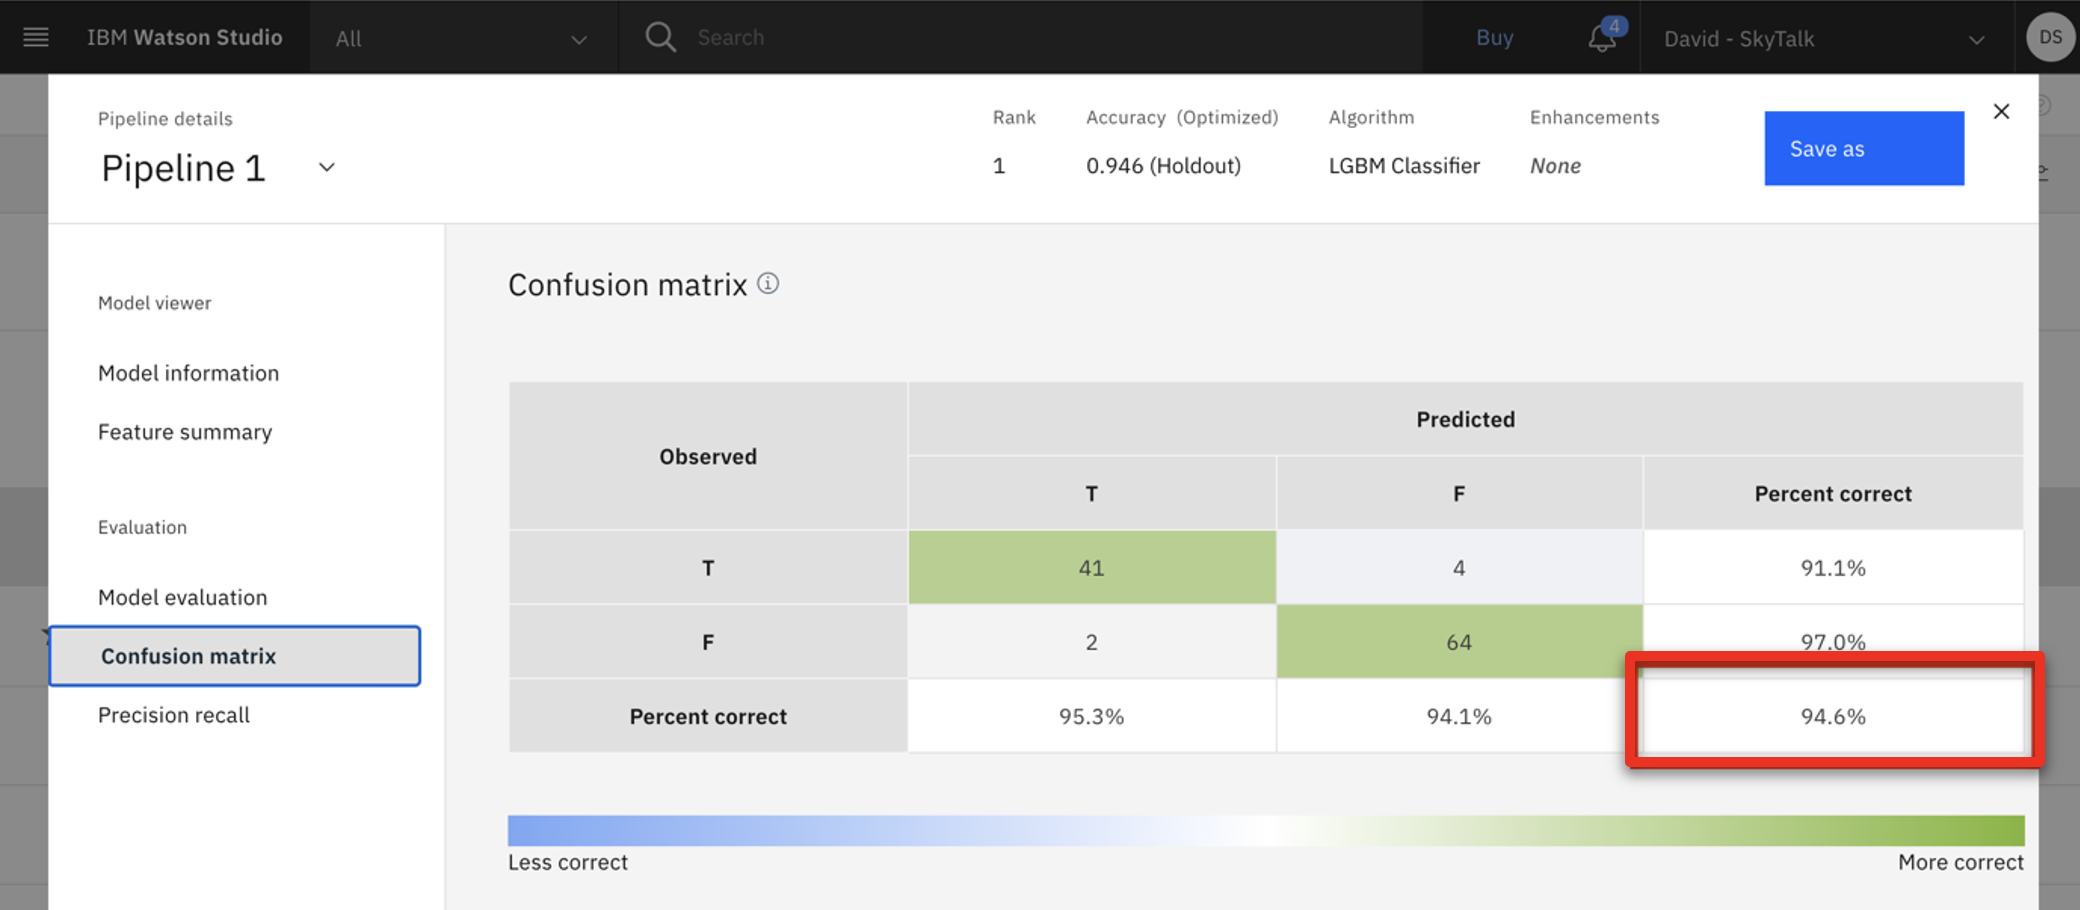 IBM Watson Studio
All
Search
Buy
4
David - SkyTalk
DS
Pipeline details
Pipeline 1
Rank
1
Accuracy (Optimized)
0.946 (Holdout)
Algorithm
LGBM Classifier
Enhancements
None
Save as
Model viewer
Model information
Feature summary
Evaluation
Model evaluation
Confusion matrix
Precision recall
Confusion matrix
Observed
Predicted
T F Percent correct
T 41 4 91.1%
F 2 64 97.0%
Percent correct 95.3% 94.1% 94.6%
Less correct
More correct